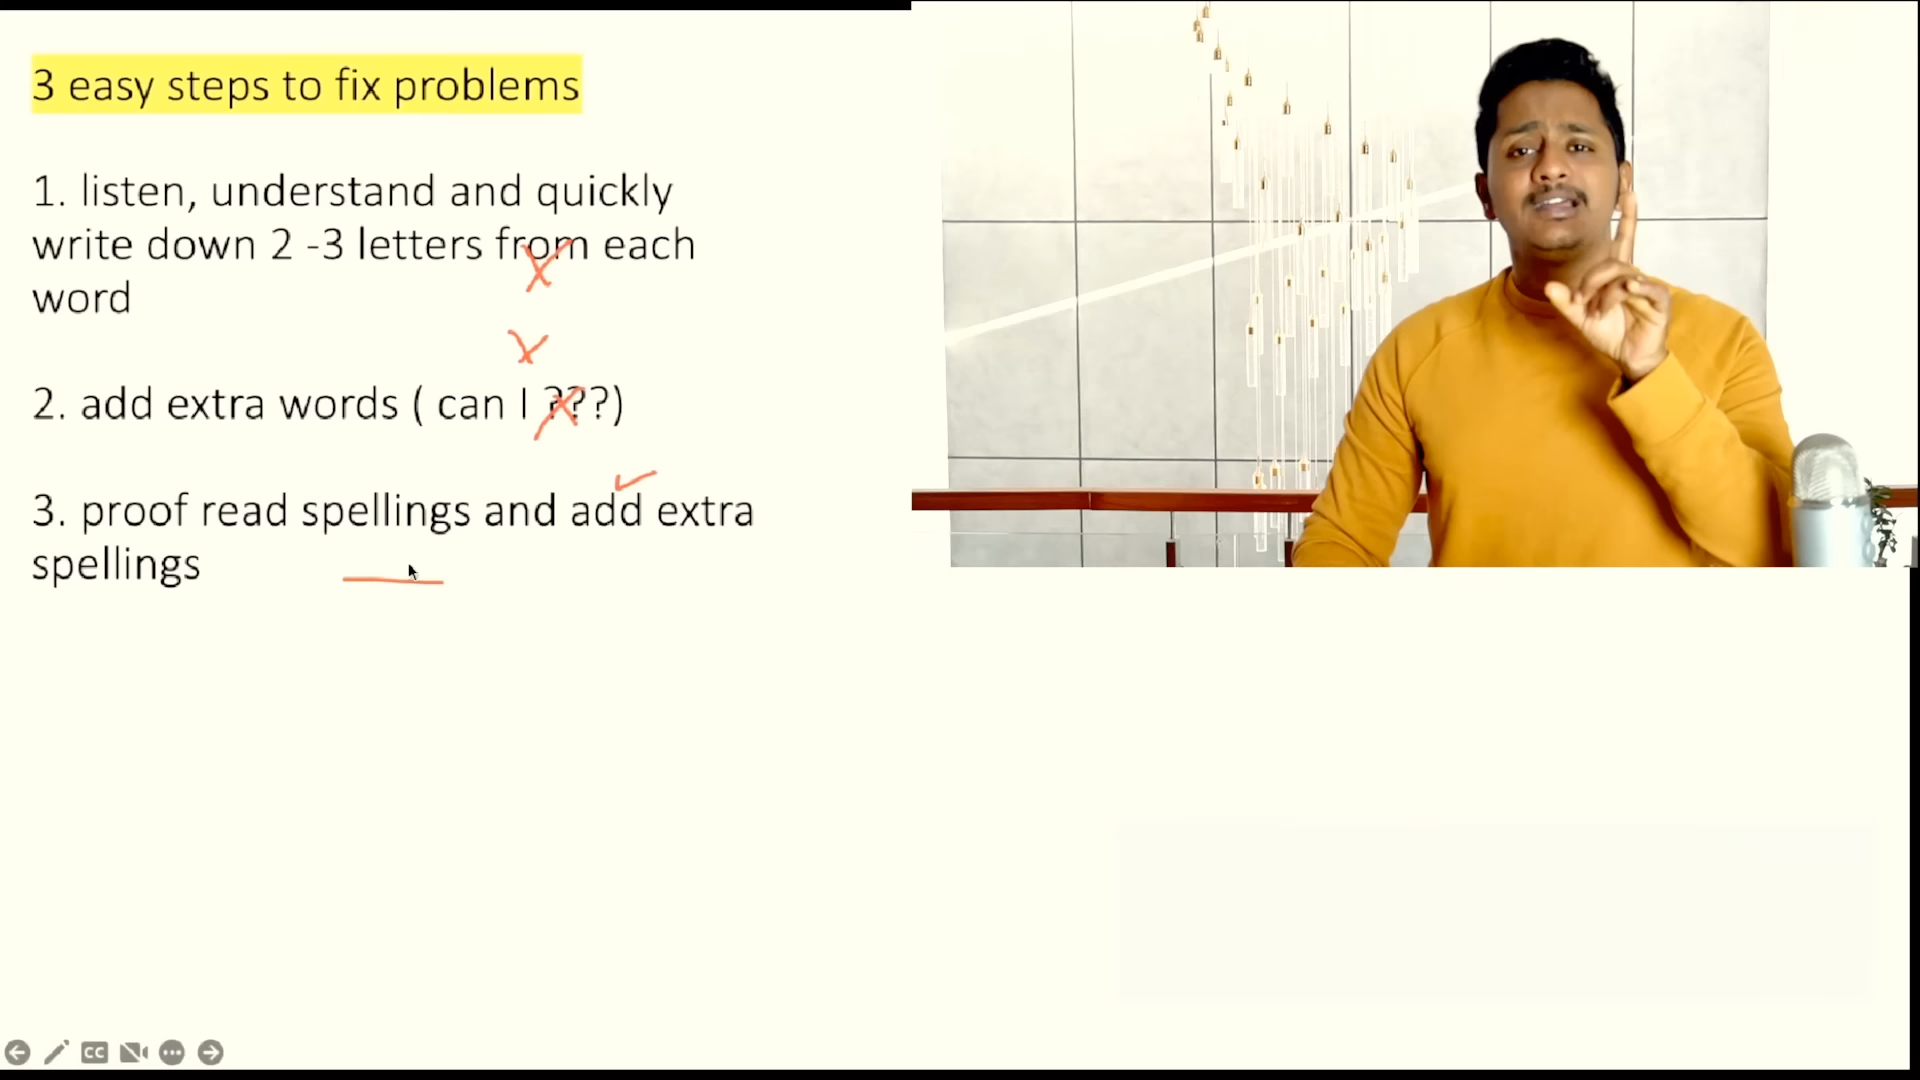 3 easy steps to fix problems
1. listen, understand and quickly
write down 2 -3 letters from each
word
2. add extra words ( can I ???)
3. proof read spellings and add extra
spellings
CC